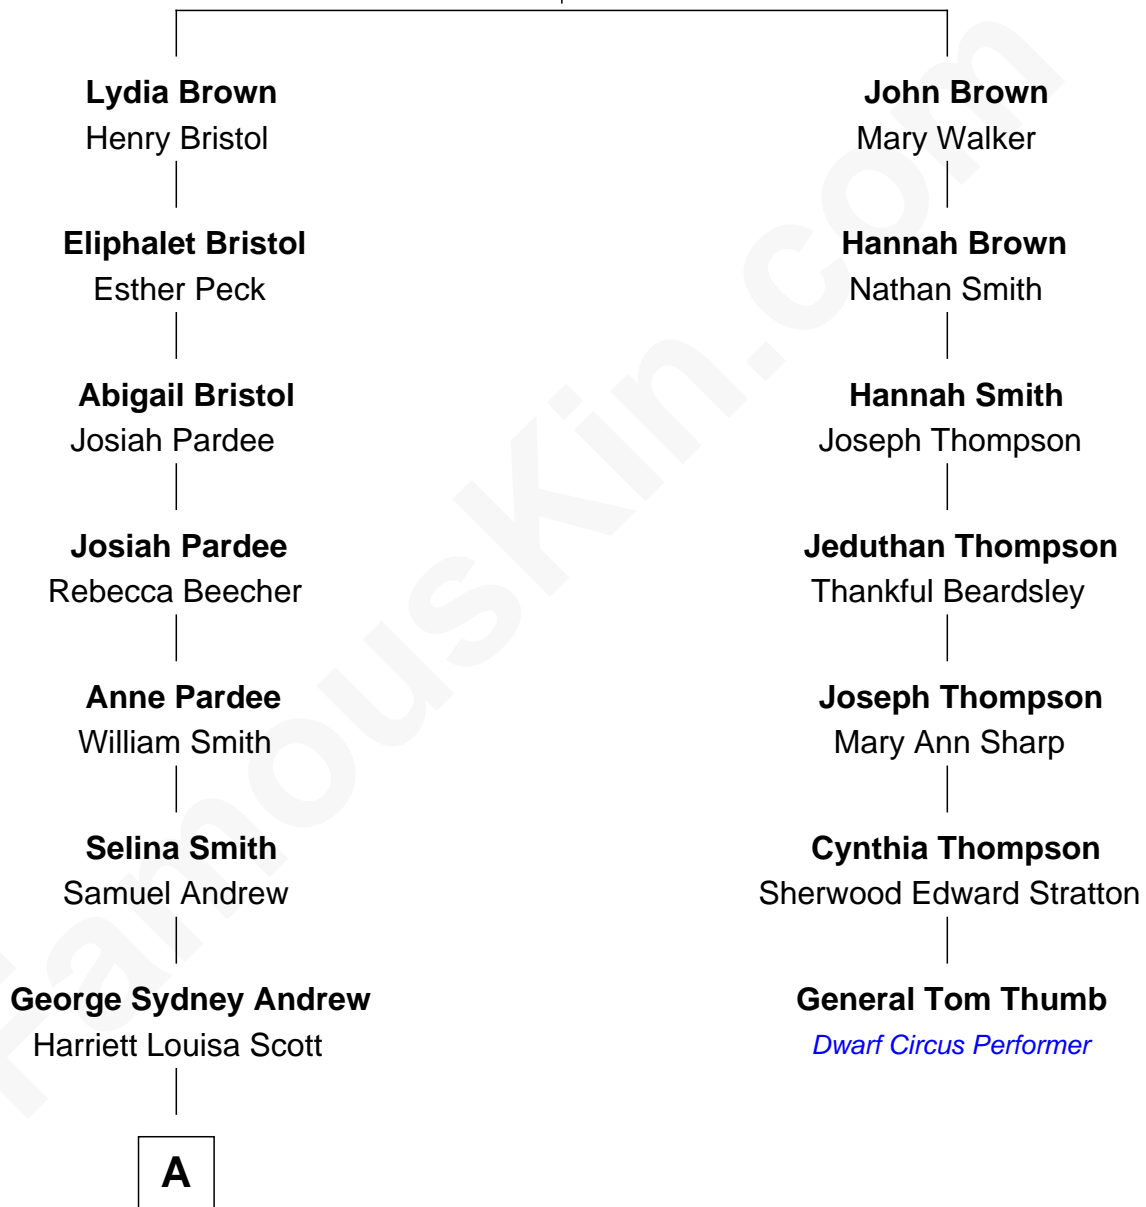 Lydia Brown
Henry Bristol
Eliphalet Bristol
Esther Peck
Abigail Bristol
Josiah Pardee
Josiah Pardee
Rebecca Beecher
Anne Pardee
William Smith
Selina Smith
Samuel Andrew
George Sydney Andrew
Harriett Louisa Scott
A
John Brown
Mary Walker
Hannah Brown
Nathan Smith
Hannah Smith
Joseph Thompson
Jeduthan Thompson
Thankful Beardsley
Joseph Thompson
Mary Ann Sharp
Cynthia Thompson
Sherwood Edward Stratton
General Tom Thumb
Dwarf Circus Performer
FamousKin.com